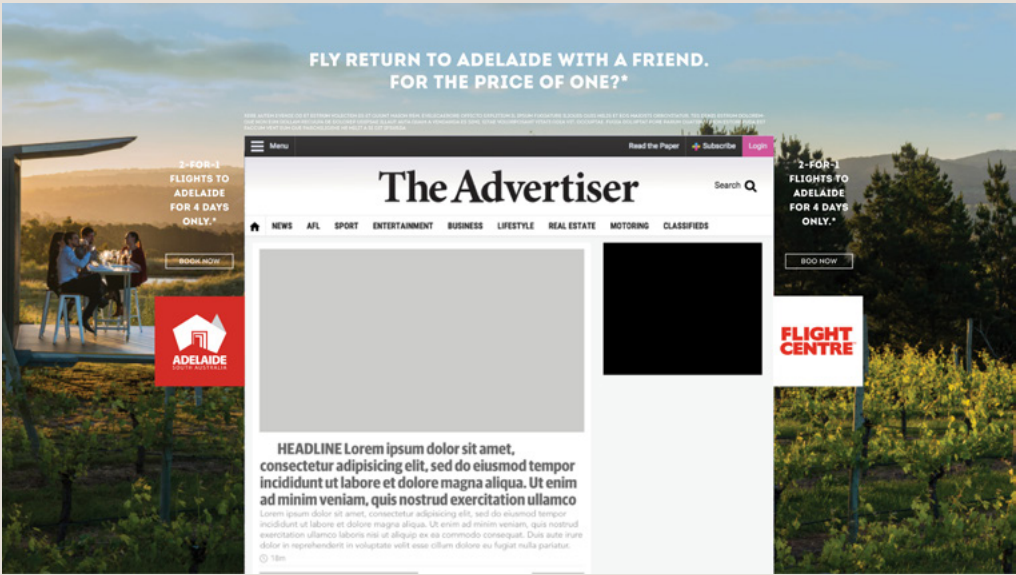 FLY RETURN TO ADELAIDE WITH A FRIEND.
FOR THE PRICE OF ONE?*
Menu
Read the Paper
Subscribe
Login
The Advertiser
Search
NEWS AFL SPORT ENTERTAINMENT BUSINESS LIFESTYLE REAL ESTATE MOTORING CLASSIFIEDS
2-FOR-1
FLIGHTS TO
ADELAIDE
FOR 4 DAYS
ONLY.*
BOOK NOW
ADELAIDE
SOUTH AUSTRALIA
2-FOR-1
FLIGHTS TO
ADELAIDE
FOR 4 DAYS
ONLY.*
BOO NOW
FLIGHT
CENTRE
HEADLINE Lorem ipsum dolor sit amet,
consectetur adipisicing elit, sed do eiusmod tempor
incididunt ut labore et dolore magna aliqua. Ut enim
ad minim veniam, quis nostrud exercitation ullamco
Lorem ipsum dolor sit amet, consectetur adipisicing elit, sed do eiusmod tempor
incididunt ut labore et dolore magna aliqua. Ut enim ad minim veniam, quis nostrud
exercitation ullamco laboris nisi ut aliquip ex ea commodo consequat. Duis aute irure
dolor in reprehenderit in voluptate velit esse cillum dolore eu fugiat nulla pariatur.
18m